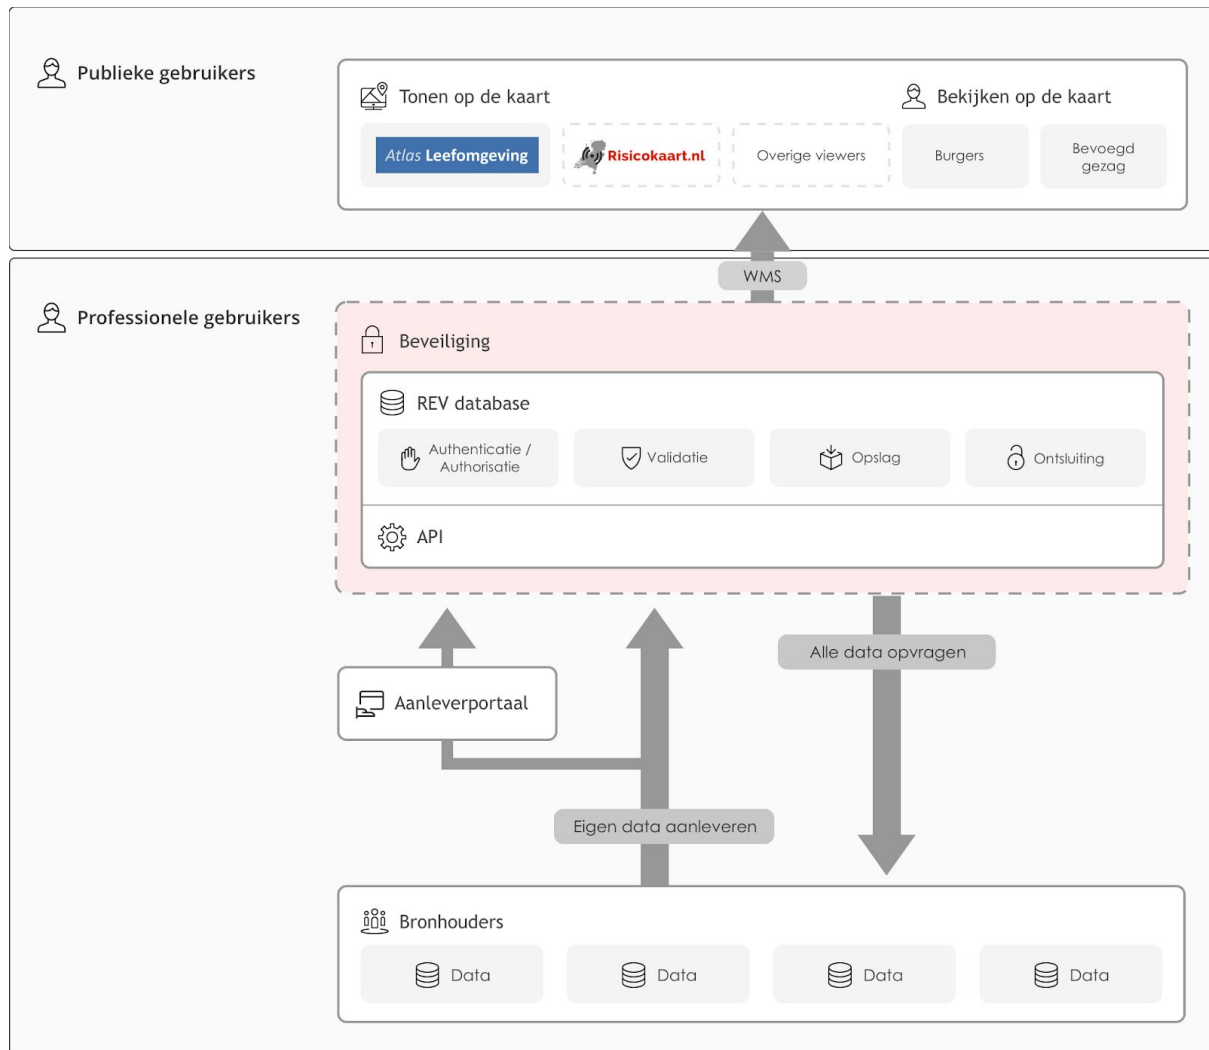 Publieke gebruikers
Tonen op de kaart
Bekijken op de kaart
Atlas Leefomgeving
Risicokaart.nl
Overige viewers
Burgers
Bevoegd
gezag
WMS
Professionele gebruikers
Beveiliging
REV database
Authenticatie /
Authorisatie
Validatie
Opslag
Ontsluiting
API
Alle data opvragen
Aanleverportaal
Eigen data aanleveren
Bronhouders
Data
Data
Data
Data